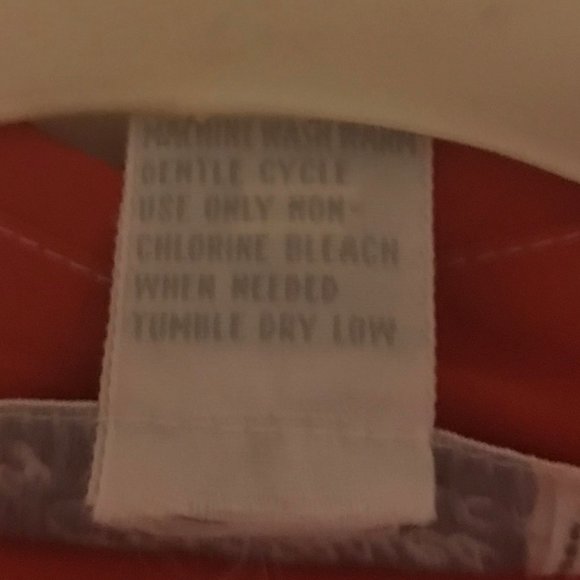 MACHINE WASH WARM
GENTLE CYCLE
USE ONLY NON-
CHLORINE BLEACH
WHEN NEEDED
TUMBLE DRY LOW